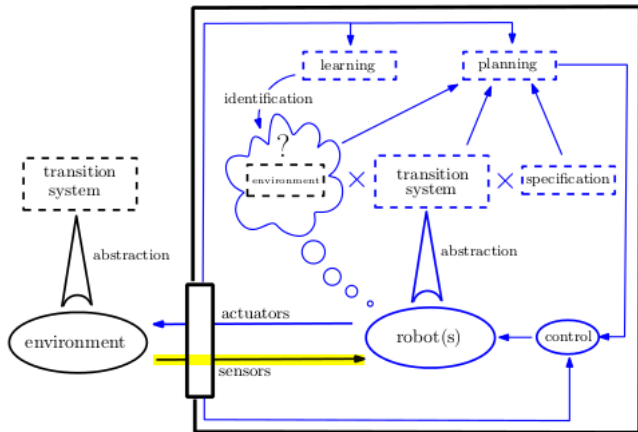 learning
planning
identification
?
environment
×
transition
system
×
specification
transition
system
abstraction
abstraction
actuators
environment
robot(s)
control
sensors